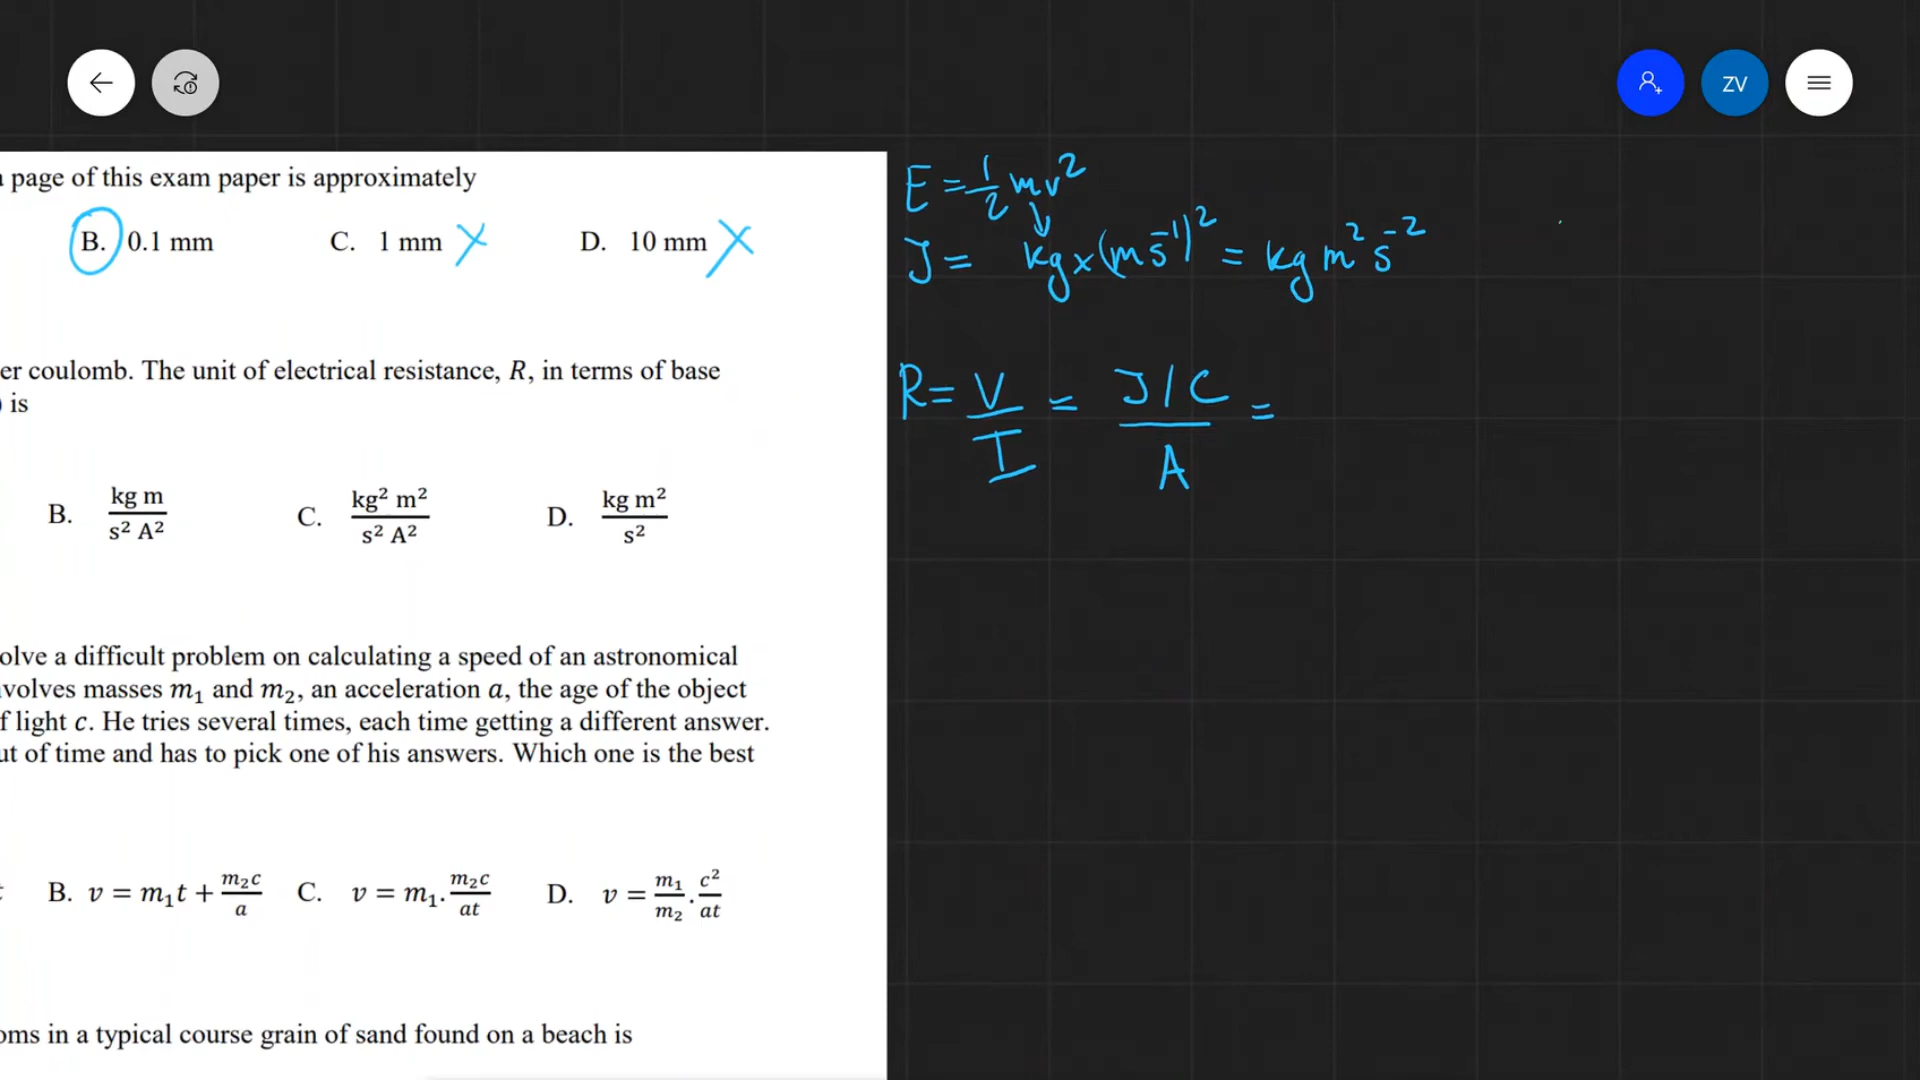 ZV
page of this exam paper is approximately
B. 0.1 mm C. 1 mm D. 10 mm
er coulomb. The unit of electrical resistance, R, in terms of base
is
B. kg m / s² A² C. kg² m² / s² A² D. kg m² / s²
olve a difficult problem on calculating a speed of an astronomical
volves masses m₁ and m₂, an acceleration a, the age of the object
f light c. He tries several times, each time getting a different answer.
ut of time and has to pick one of his answers. Which one is the best
B. v = m₁t + m₂c / a C. v = m₁. m₂c / at D. v = m₁ / m₂ . c² / at
oms in a typical course grain of sand found on a beach is
E = 1/2 mv²
J = kg x (m s⁻¹)² = kg m² s⁻²
R = V / I = J/C / A =